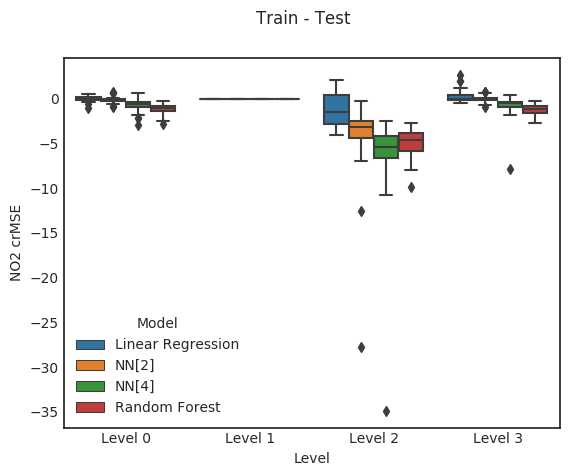 Train - Test
NO2 crMSE
0
−5
−10
−15
−20
−25
−30
−35
Model
Linear Regression
NN[2]
NN[4]
Random Forest
Level 0 Level 1 Level 2 Level 3
Level